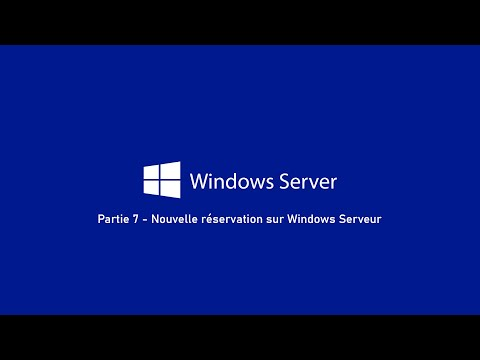 Windows Server
Partie 7 - Nouvelle réservation sur Windows Serveur